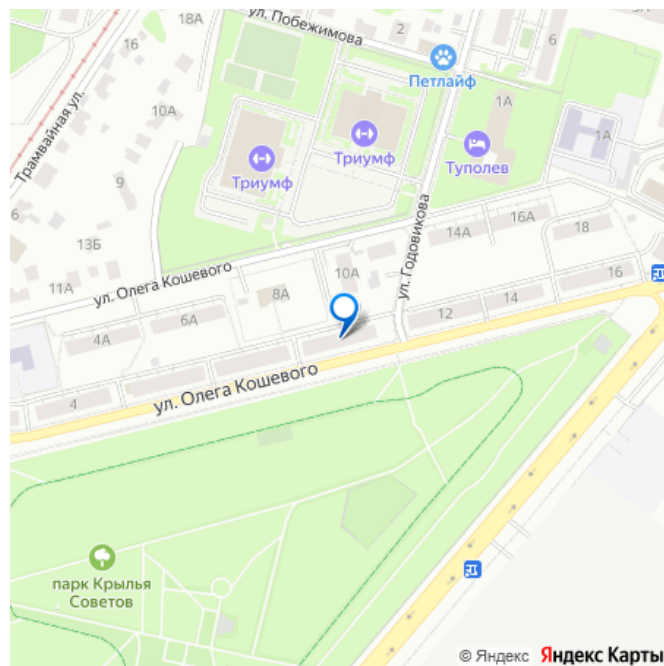 18А
ул. Побежимова
2
6
16
Петлайф
Трамвайная ул.
10А
1А
1А
Триумф
Триумф
Туполев
9
6
13Б
ул. Годовикова
16А
14А
18
ул. Олега Кошевого
10А
11А
8А
16
14
12
6А
4А
4
ул. Олега Кошевого
парк Крылья
Советов
© Яндекс Яндекс Карты